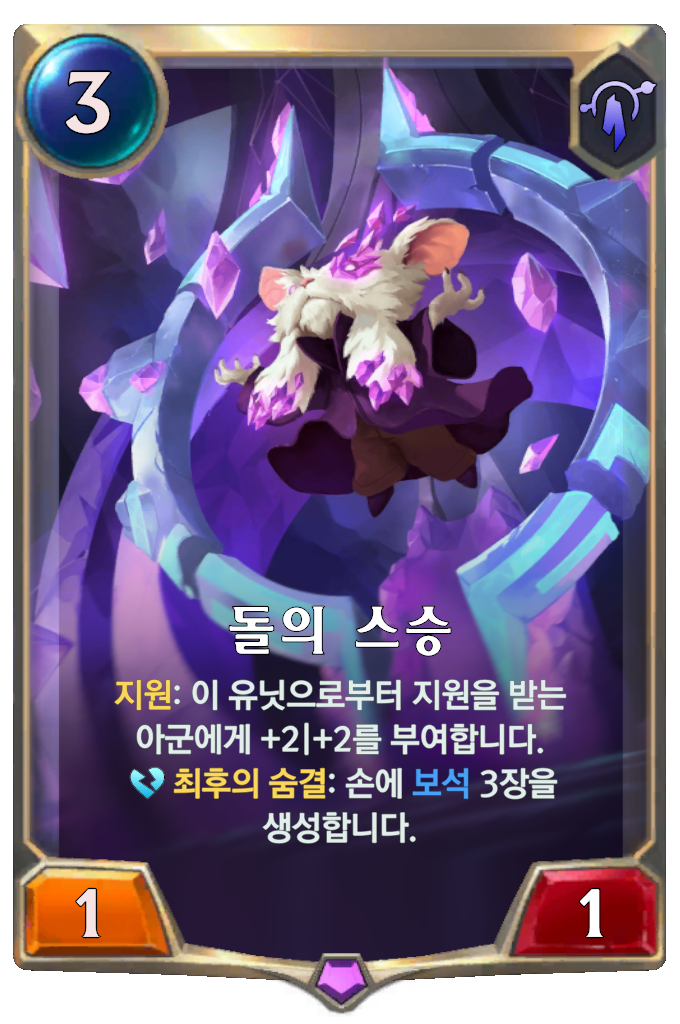 3
돌의 스승
지원: 이 유닛으로부터 지원을 받는
아군에게 +2|+2를 부여합니다.
최후의 숨결: 손에 보석 3장을
생성합니다.
1
1